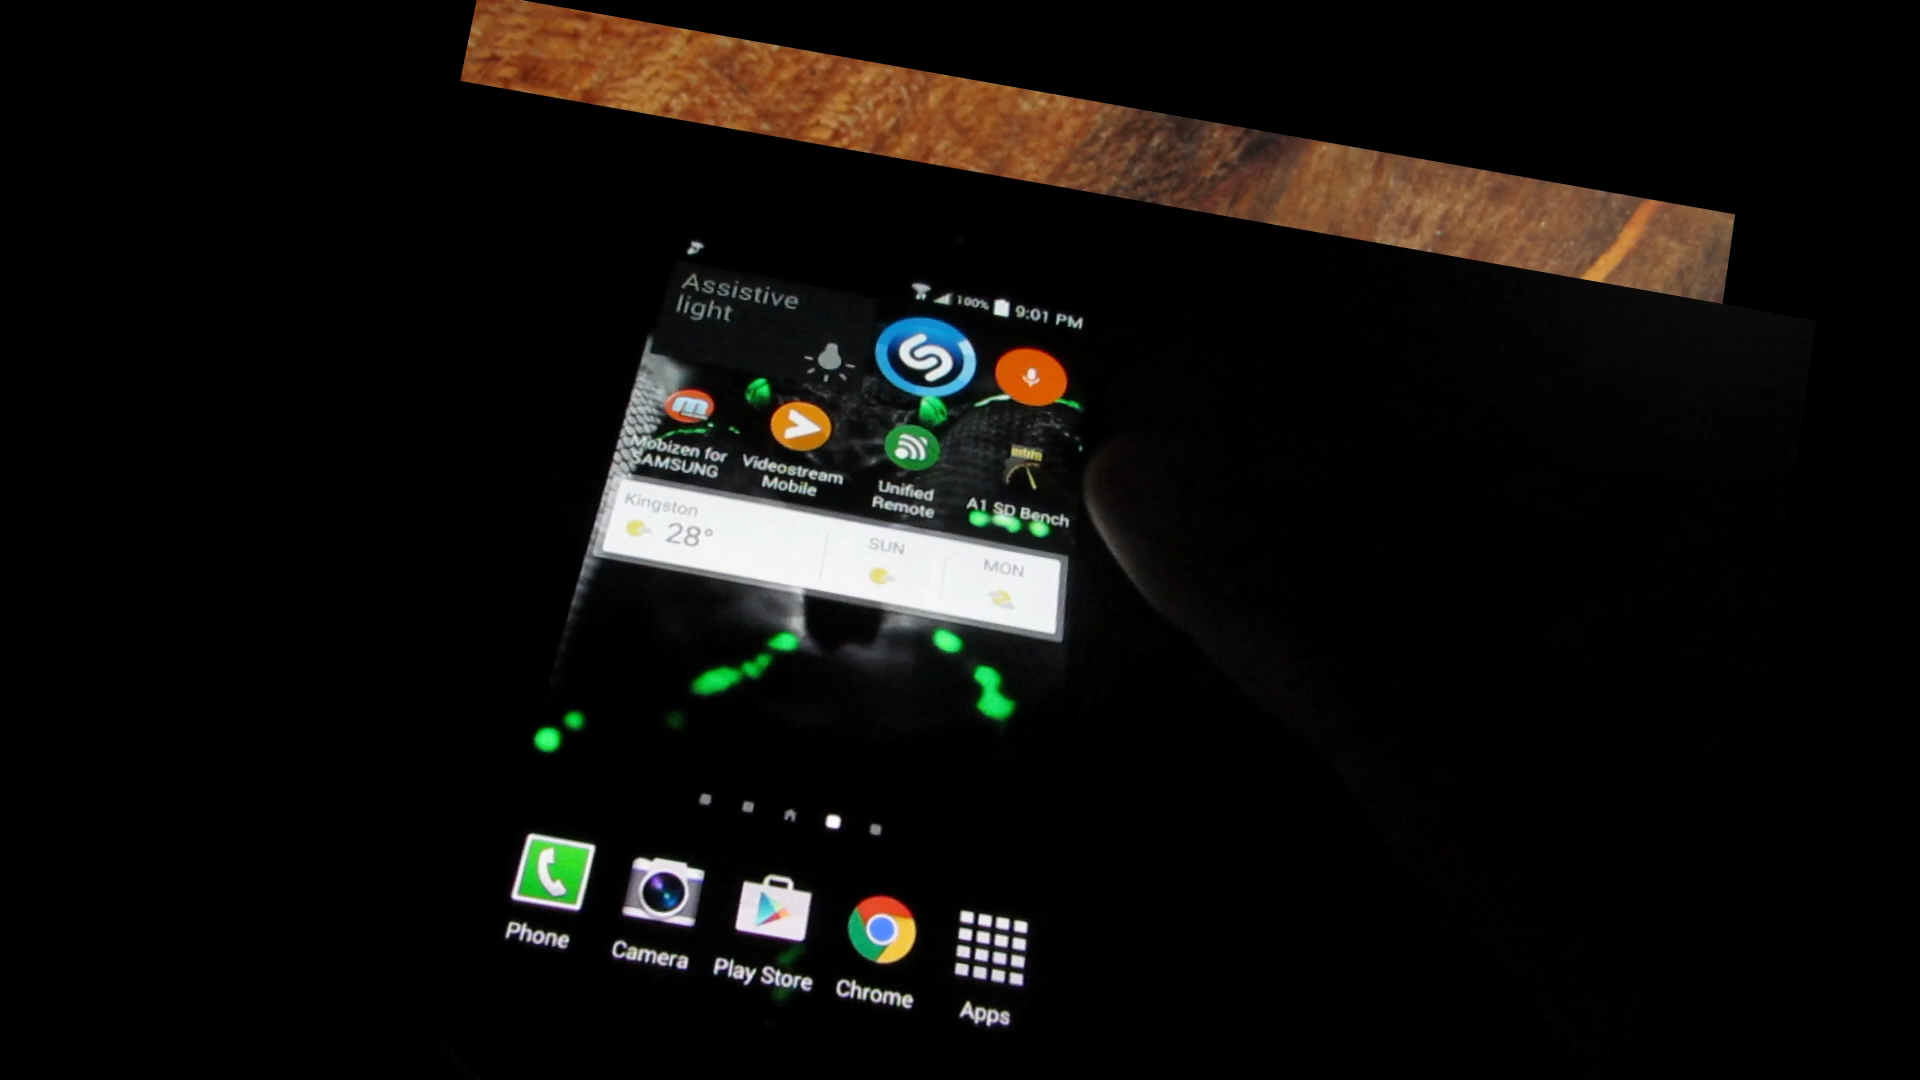 100% 9:01 PM
Assistive
light
Mobizen for
SAMSUNG
Videostream
Mobile
Unified
Remote
A1 SD Bench
Kingston
28°
SUN
MON
Phone
Camera
Play Store
Chrome
Apps